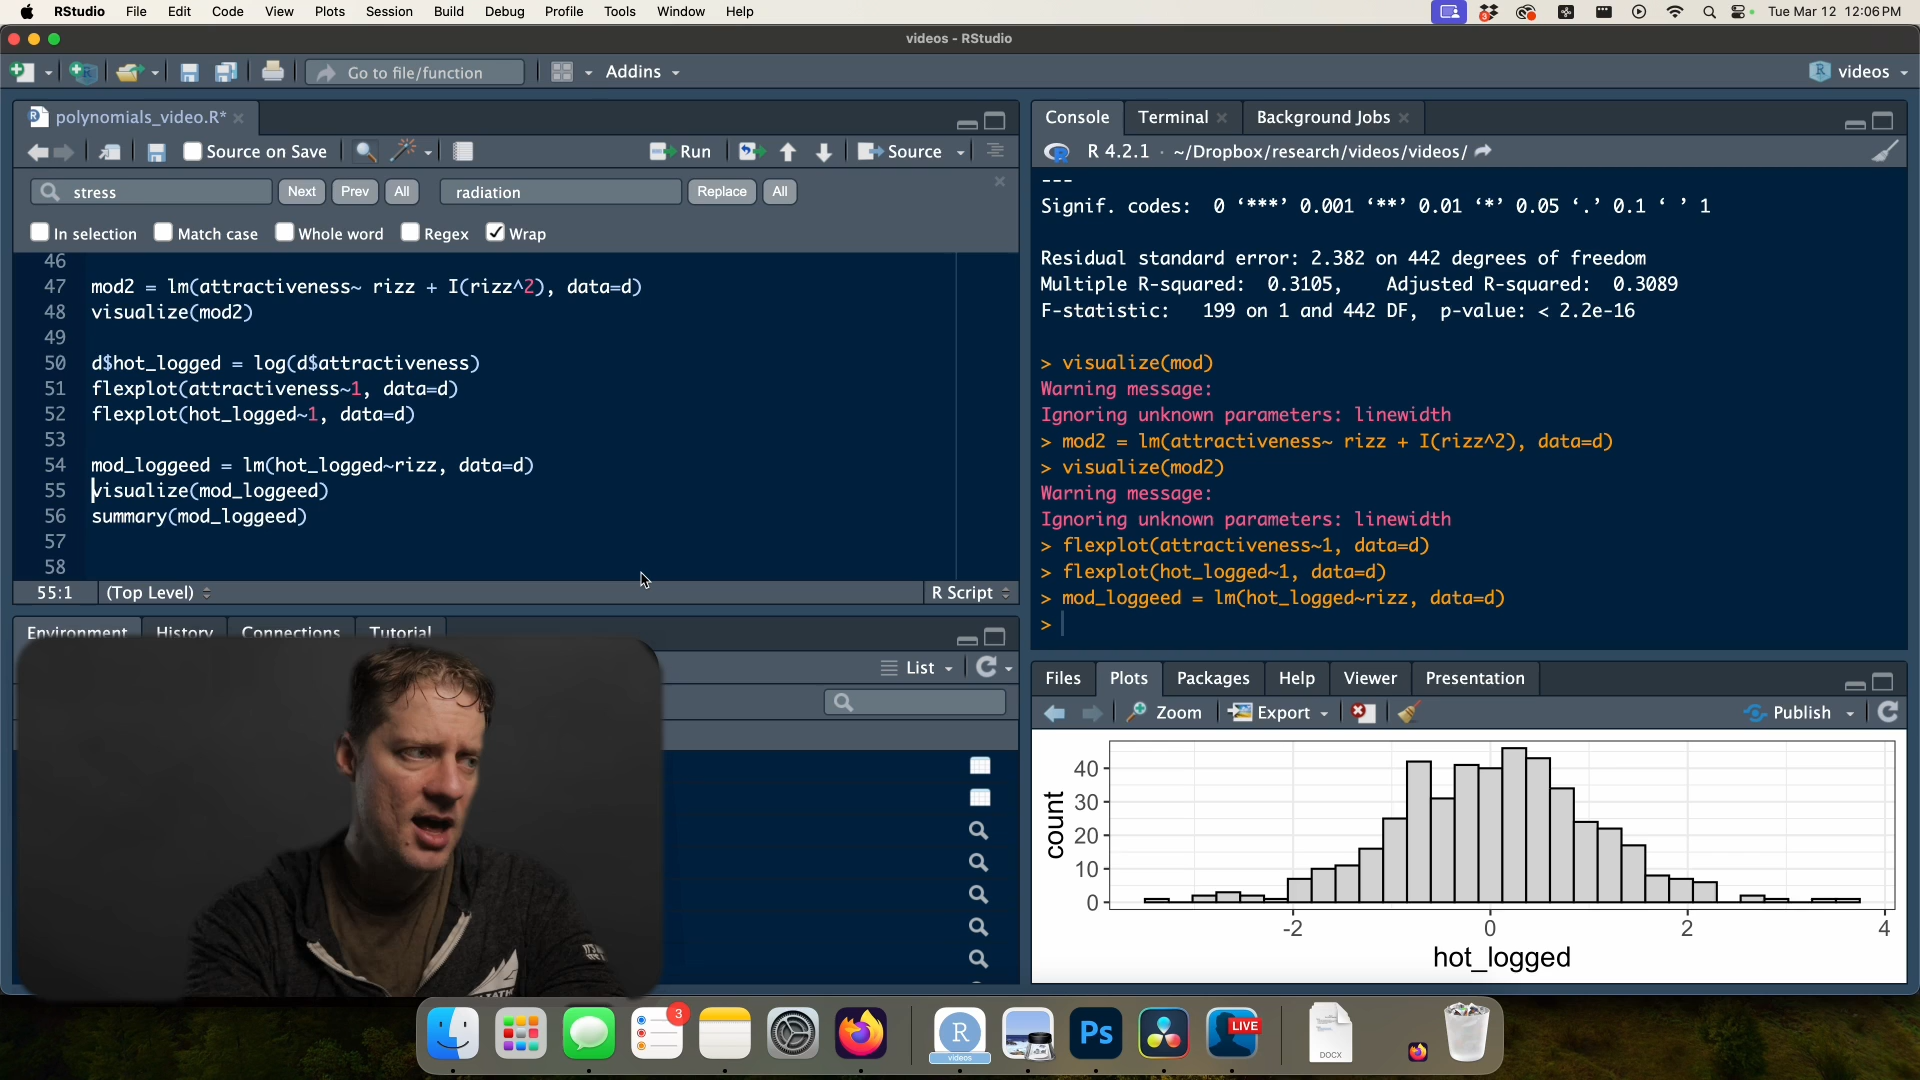 RStudio File Edit Code View Plots Session Build Debug Profile Tools Window Help
Tue Mar 12 12:06 PM
videos - RStudio
Go to file/function
Addins
videos
polynomials_video.R*
Source on Save
Run
Source
stress
Next
Prev
All
radiation
Replace
All
In selection
Match case
Whole word
Regex
Wrap
46
47 mod2 = lm(attractiveness~ rizz + I(rizz^2), data=d)
48 visualize(mod2)
49
50 d$hot_logged = log(d$attractiveness)
51 flexplot(attractiveness~1, data=d)
52 flexplot(hot_logged~1, data=d)
53
54 mod_loggeed = lm(hot_logged~rizz, data=d)
55 visualize(mod_loggeed)
56 summary(mod_loggeed)
57
58
55:1 (Top Level) R Script
Environment History Connections Tutorial
List
Console Terminal Background Jobs
R 4.2.1 · ~/Dropbox/research/videos/videos/
---
Signif. codes: 0 ‘***’ 0.001 ‘**’ 0.01 ‘*’ 0.05 ‘.’ 0.1 ‘ ’ 1
Residual standard error: 2.382 on 442 degrees of freedom
Multiple R-squared: 0.3105, Adjusted R-squared: 0.3089
F-statistic: 199 on 1 and 442 DF, p-value: < 2.2e-16
> visualize(mod)
Warning message:
Ignoring unknown parameters: linewidth
> mod2 = lm(attractiveness~ rizz + I(rizz^2), data=d)
> visualize(mod2)
Warning message:
Ignoring unknown parameters: linewidth
> flexplot(attractiveness~1, data=d)
> flexplot(hot_logged~1, data=d)
> mod_loggeed = lm(hot_logged~rizz, data=d)
>
Files Plots Packages Help Viewer Presentation
Zoom
Export
Publish
count
40
30
20
10
0
-2 0 2 4
hot_logged
3
R
videos
Ps
LIVE
DOCX